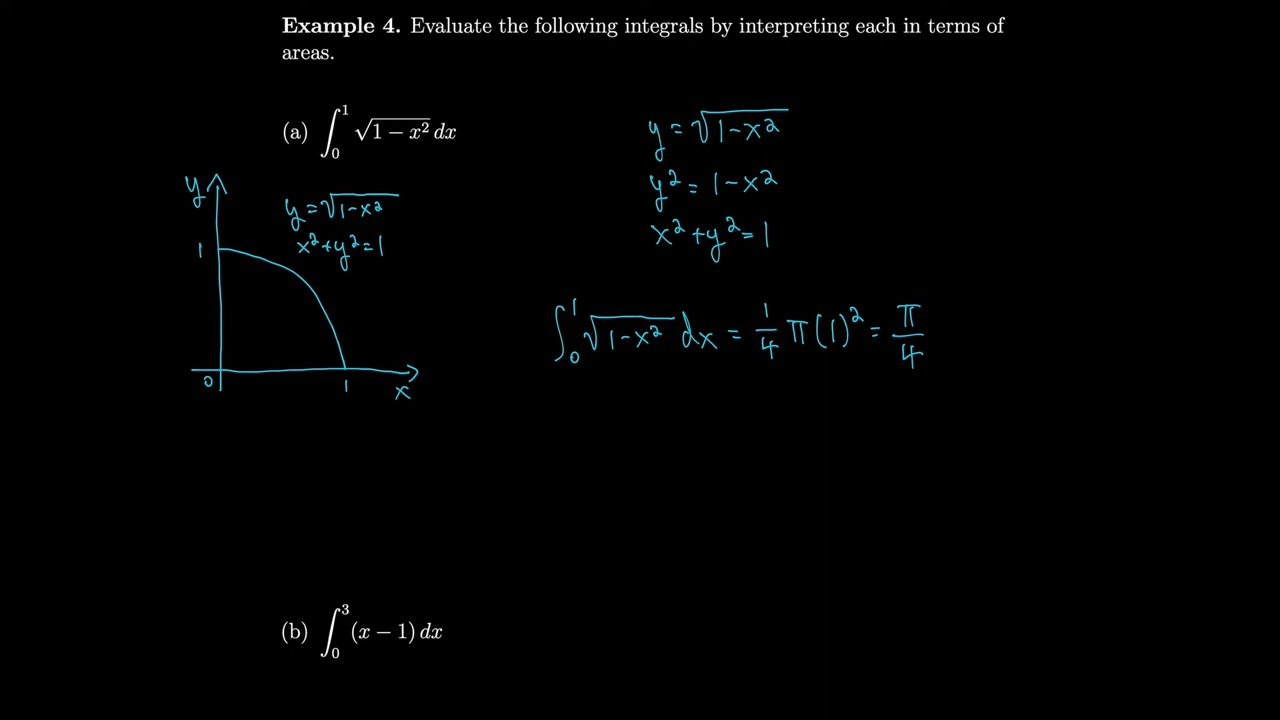 Example 4. Evaluate the following integrals by interpreting each in terms of
areas.
(a) ∫₀¹ √(1 − x²) dx
y = √(1 − x²)
y² = 1 − x²
x² + y² = 1
y
y = √(1 − x²)
x² + y² = 1
1
0
1
x
∫₀¹ √(1 − x²) dx = 1/4 π(1)² = π/4
(b) ∫₀³ (x − 1) dx